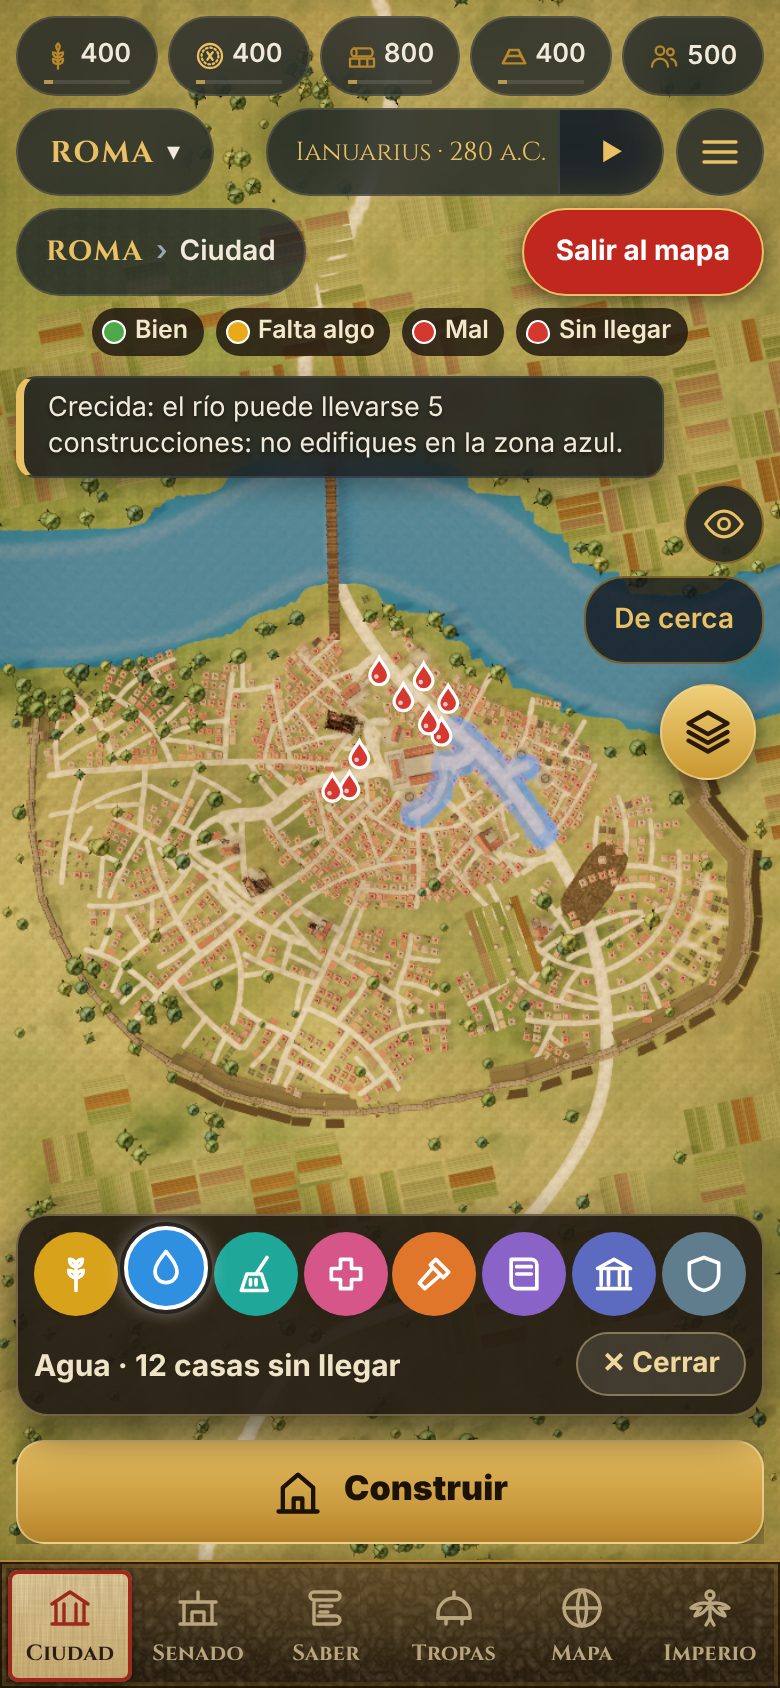 400
400
800
400
500
ROMA ▾
IANUARIUS · 280 A.C.
ROMA › Ciudad
Salir al mapa
Bien
Falta algo
Mal
Sin llegar
Crecida: el río puede llevarse 5
construcciones: no edifiques en la zona azul.
De cerca
Agua · 12 casas sin llegar
✕ Cerrar
Construir
CIUDAD
SENADO
SABER
TROPAS
MAPA
IMPERIO